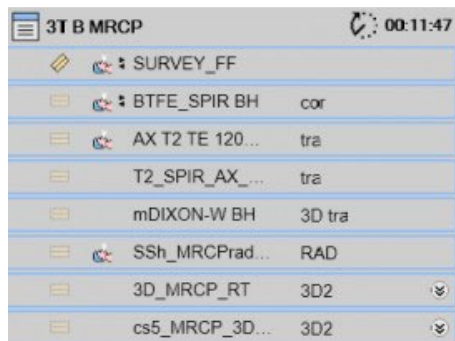 3T B MRCP 00:11:47
SURVEY_FF
BTFE_SPIR BH cor
AX T2 TE 120... tra
T2_SPIR_AX_... tra
mDIXON-W BH 3D tra
SSh_MRCPrad... RAD
3D_MRCP_RT 3D2
cs5_MRCP_3D... 3D2